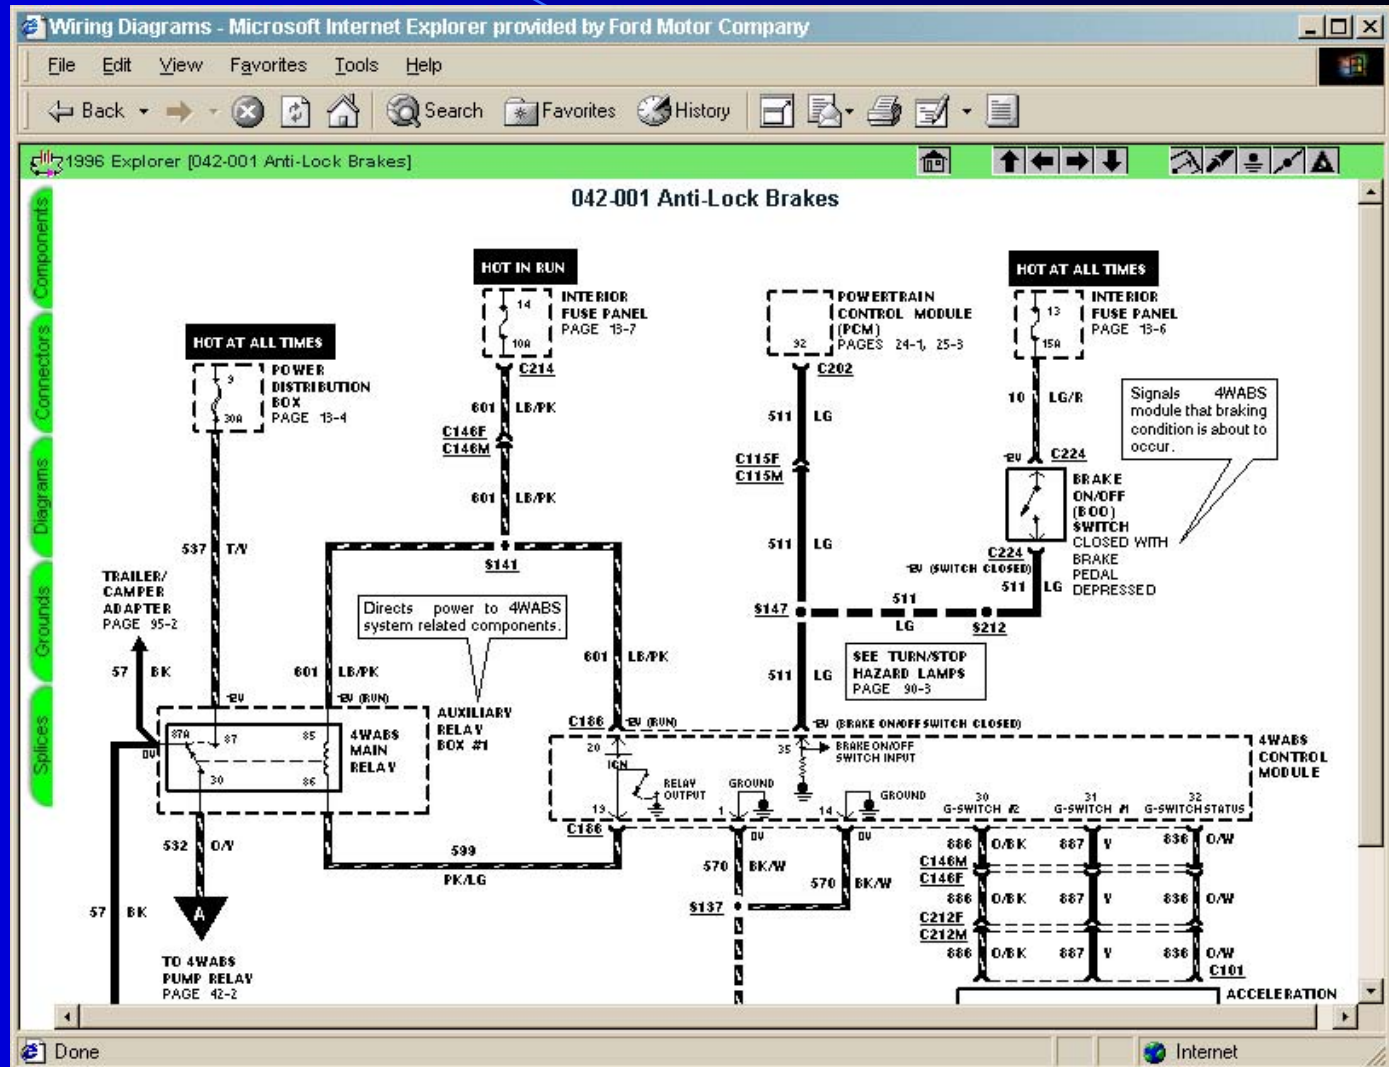 Wiring Diagrams - Microsoft Internet Explorer provided by Ford Motor Company
File Edit View Favorites Tools Help
Back Search Favorites History
1996 Explorer [042-001 Anti-Lock Brakes]
042-001 Anti-Lock Brakes
Components
Connectors
Diagrams
Grounds
Splices
HOT AT ALL TIMES
9
30A
POWER
DISTRIBUTION
BOX
PAGE 13-4
HOT IN RUN
14
10A
INTERIOR
FUSE PANEL
PAGE 13-7
C214
601 LB/PK
C146F
C146M
601 LB/PK
S141
92
POWERTRAIN
CONTROL MODULE
(PCM)
PAGES 24-1, 25-3
C202
511 LG
C115F
C115M
511 LG
S147
HOT AT ALL TIMES
13
15A
INTERIOR
FUSE PANEL
PAGE 13-6
10 LG/R
Signals 4WABS
module that braking
condition is about to
occur.
12V C224
BRAKE
ON/OFF
(BOO)
SWITCH
CLOSED WITH
BRAKE
PEDAL
DEPRESSED
C224
12V (SWITCH CLOSED)
511 LG
511
LG
S212
SEE TURN/STOP
HAZARD LAMPS
PAGE 90-3
511 LG
537 T/Y
TRAILER/
CAMPER
ADAPTER
PAGE 95-2
57 BK
Directs power to 4WABS
system related components.
601 LB/PK
601 LB/PK
12V
12V (RUN)
AUXILIARY
RELAY
BOX #1
87A
87
85
30
86
0V
4WABS
MAIN
RELAY
C186 12V (RUN)
12V (BRAKE ON/OFF SWITCH CLOSED)
20
IGN
35
BRAKE ON/OFF
SWITCH INPUT
4WABS
CONTROL
MODULE
RELAY
OUTPUT
GROUND
GROUND
19
1
14
30
G-SWITCH #2
31
G-SWITCH #1
32
G-SWITCH STATUS
C186
0V
0V
532 O/Y
599
PK/LG
570 BK/W
570 BK/W
S137
886 O/BK 887 Y 836 O/W
C146M
C146F
886 O/BK 887 Y 836 O/W
C212F
C212M
886 O/BK 887 Y 836 O/W
C101
57 BK
A
TO 4WABS
PUMP RELAY
PAGE 42-2
ACCELERATION
Done
Internet